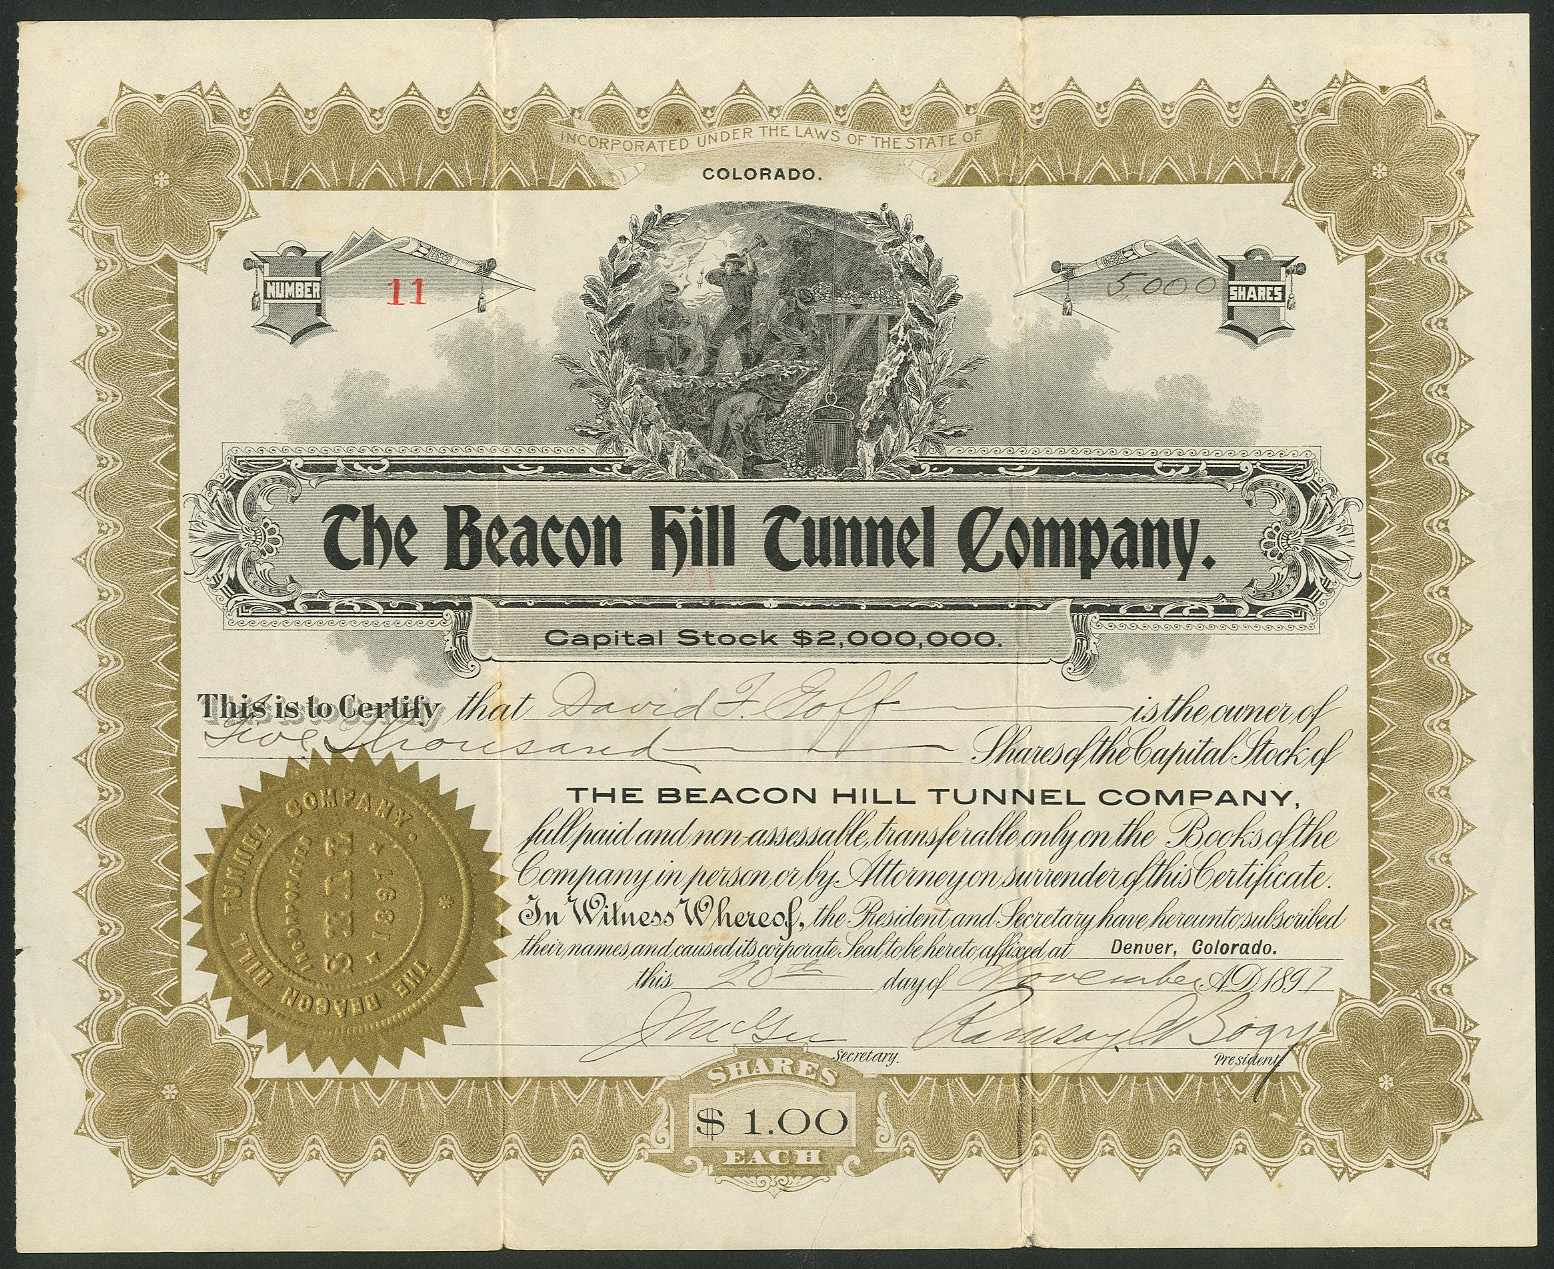 INCORPORATED UNDER THE LAWS OF THE STATE OF
COLORADO.
NUMBER 11
5000 SHARES
The Beacon Hill Tunnel Company.
Capital Stock $2,000,000.
This is to Certify that David F. Goff is the owner of
Five Thousand Shares of the Capital Stock of
THE BEACON HILL TUNNEL COMPANY,
full paid and non-assessable, transferable only on the Books of the
Company in person or by Attorney on surrender of this Certificate.
In Witness Whereof, the President and Secretary have hereunto subscribed
their names and caused its corporate Seal to be hereto affixed at Denver, Colorado.
this 20th day of November A.D. 1897
J McGee
Secretary.
Ramsay C Bogy
President
THE BEACON HILL TUNNEL COMPANY.
INCORPORATED
SEAL
1897
SHARES
$1.00
EACH